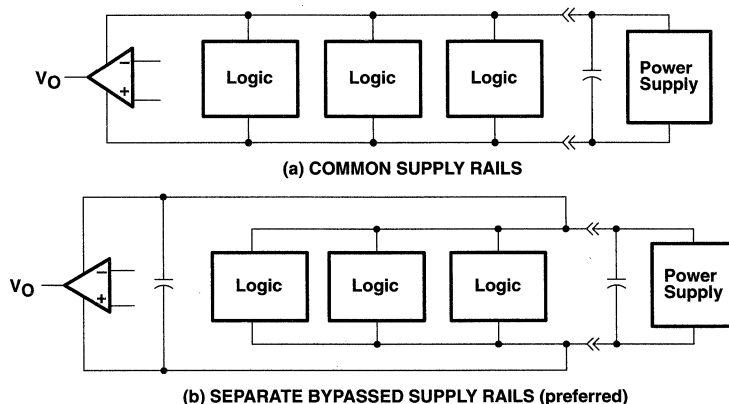 VO
−
+
Logic
Logic
Logic
Power
Supply
(a) COMMON SUPPLY RAILS
VO
−
+
Logic
Logic
Logic
Power
Supply
(b) SEPARATE BYPASSED SUPPLY RAILS (preferred)